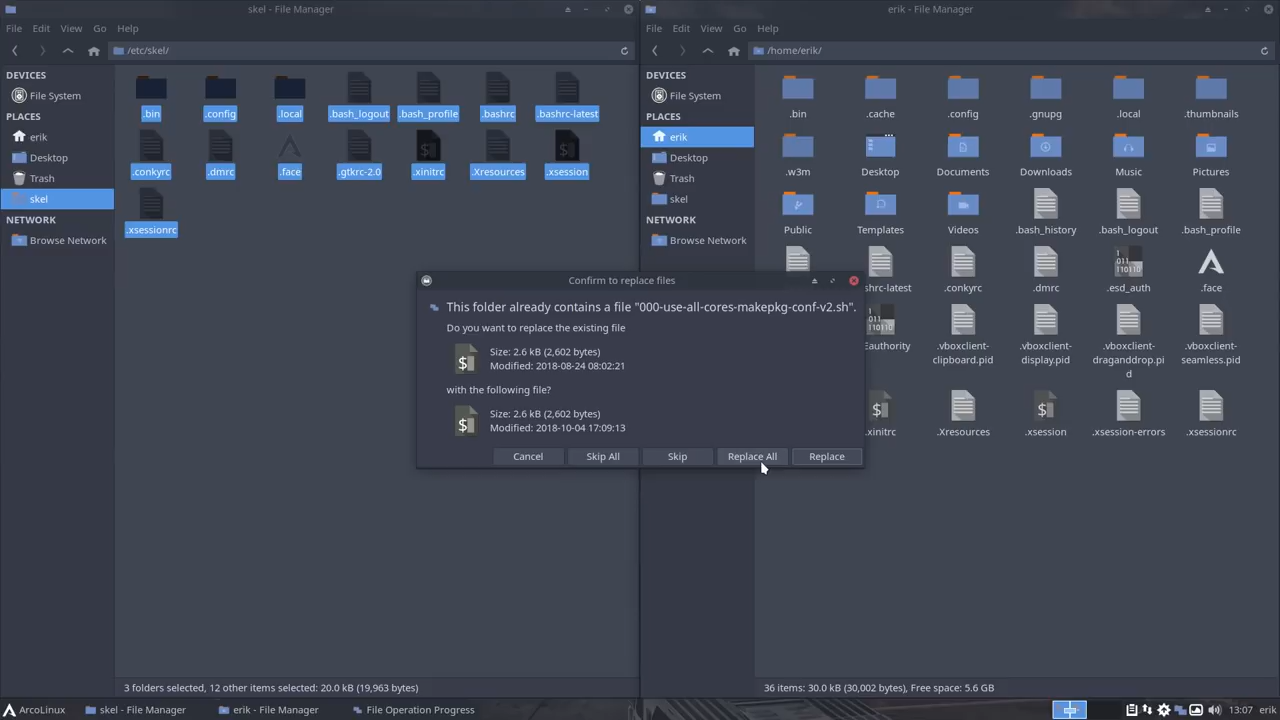 skel - File Manager
File Edit View Go Help
/etc/skel/
DEVICES
File System
PLACES
erik
Desktop
Trash
skel
NETWORK
Browse Network
.bin .config .local .bash_logout .bash_profile .bashrc .bashrc-latest
.conkyrc .dmrc .face .gtkrc-2.0 .xinitrc .Xresources .xsession
.xsessionrc
3 folders selected, 12 other items selected: 20.0 kB (19,963 bytes)
erik - File Manager
File Edit View Go Help
/home/erik/
DEVICES
File System
PLACES
erik
Desktop
Trash
skel
NETWORK
Browse Network
.bin .cache .config .gnupg .local .thumbnails
.w3m Desktop Documents Downloads Music Pictures
Public Templates Videos .bash_history .bash_logout .bash_profile
shrc-latest .conkyrc .dmrc .esd_auth .face
authority .vboxclient-clipboard.pid .vboxclient-display.pid .vboxclient-draganddrop.pid .vboxclient-seamless.pid
.xinitrc .Xresources .xsession .xsession-errors .xsessionrc
36 items: 30.0 kB (30,002 bytes), Free space: 5.6 GB
Confirm to replace files
This folder already contains a file "000-use-all-cores-makepkg-conf-v2.sh".
Do you want to replace the existing file
Size: 2.6 kB (2,602 bytes)
Modified: 2018-08-24 08:02:21
with the following file?
Size: 2.6 kB (2,602 bytes)
Modified: 2018-10-04 17:09:13
Cancel Skip All Skip Replace All Replace
ArcoLinux skel - File Manager erik - File Manager File Operation Progress 13:07 erik